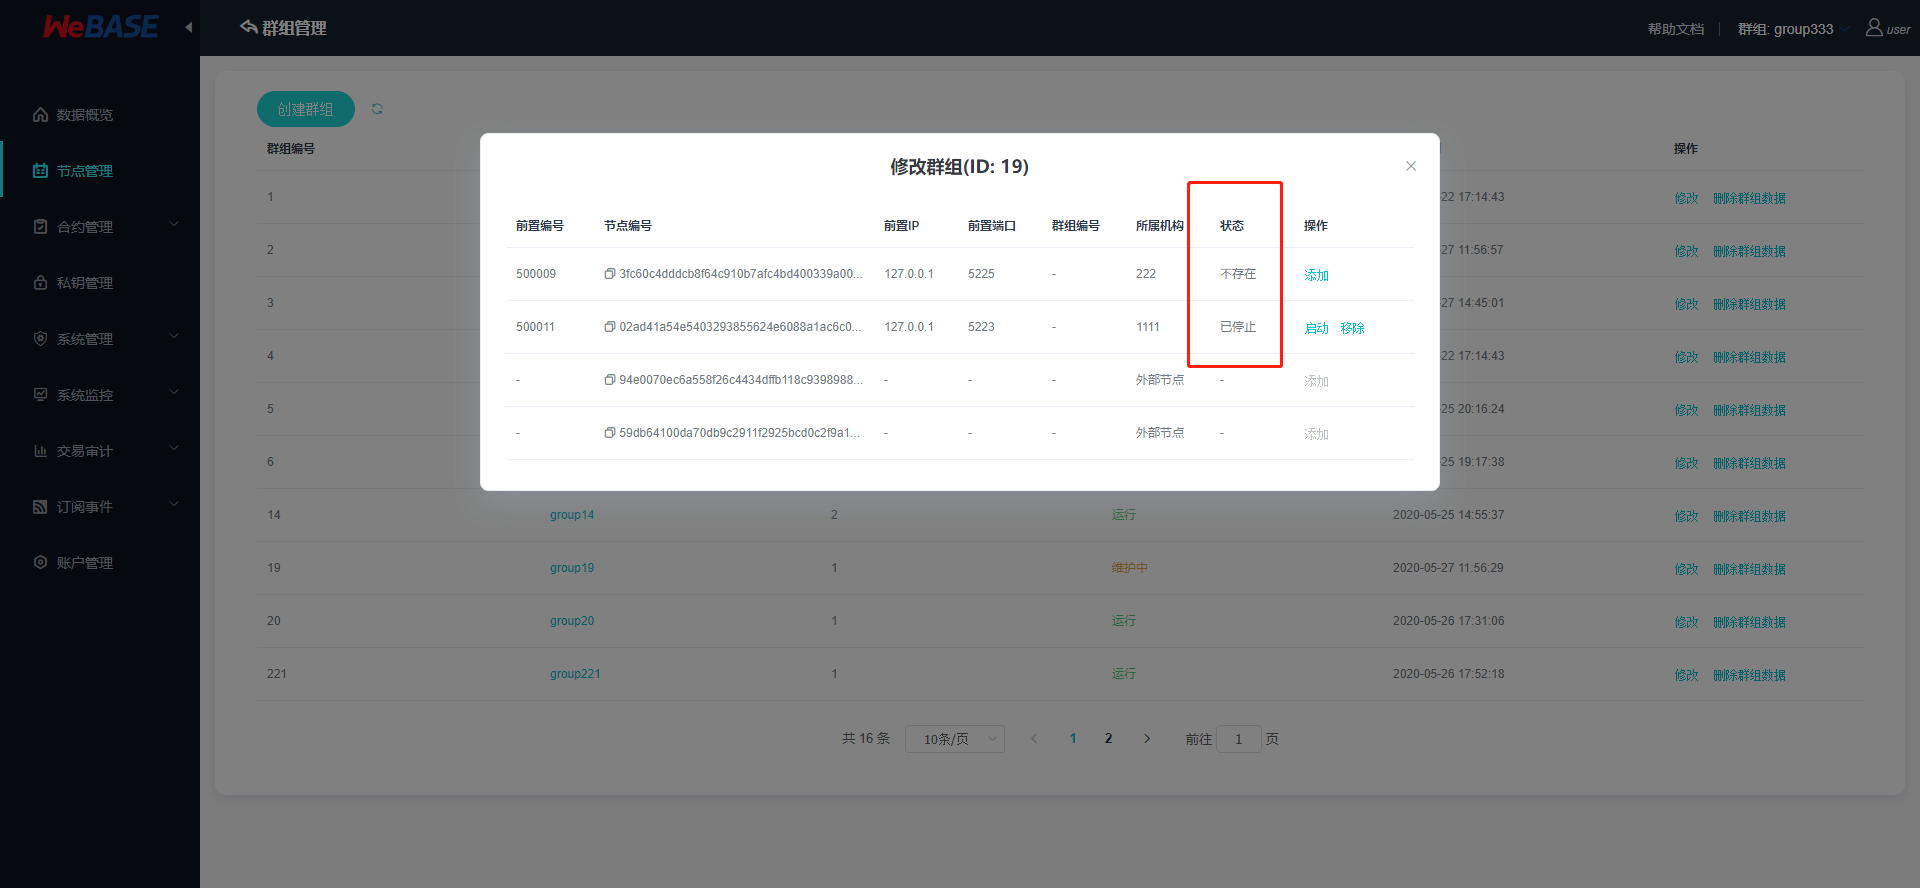 WeBASE
群组管理
帮助文档
群组: group333
user
数据概览
节点管理
合约管理
私钥管理
系统管理
系统监控
交易审计
订阅事件
账户管理
创建群组
群组编号 操作
1 22 17:14:43 修改 删除群组数据
2 27 11:56:57 修改 删除群组数据
3 27 14:45:01 修改 删除群组数据
4 22 17:14:43 修改 删除群组数据
5 25 20:16:24 修改 删除群组数据
6 25 19:17:38 修改 删除群组数据
14 group14 2 运行 2020-05-25 14:55:37 修改 删除群组数据
19 group19 1 维护中 2020-05-27 11:56:29 修改 删除群组数据
20 group20 1 运行 2020-05-26 17:31:06 修改 删除群组数据
221 group221 1 运行 2020-05-26 17:52:18 修改 删除群组数据
共 16 条 10条/页 1 2 前往 1 页
修改群组(ID: 19)
前置编号 节点编号 前置IP 前置端口 群组编号 所属机构 状态 操作
500009 3fc60c4dddcb8f64c910b7afc4bd400339a00... 127.0.0.1 5225 - 222 不存在 添加
500011 02ad41a54e5403293855624e6088a1ac6c0... 127.0.0.1 5223 - 1111 已停止 启动 移除
- 94e0070ec6a558f26c4434dffb118c9398988... - - - 外部节点 - 添加
- 59db64100da70db9c2911f2925bcd0c2f9a1... - - - 外部节点 - 添加